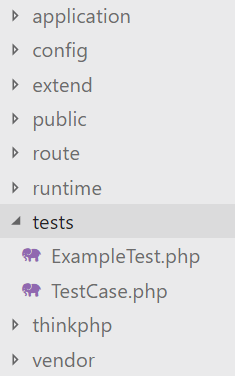 application
config
extend
public
route
runtime
tests
ExampleTest.php
TestCase.php
thinkphp
vendor